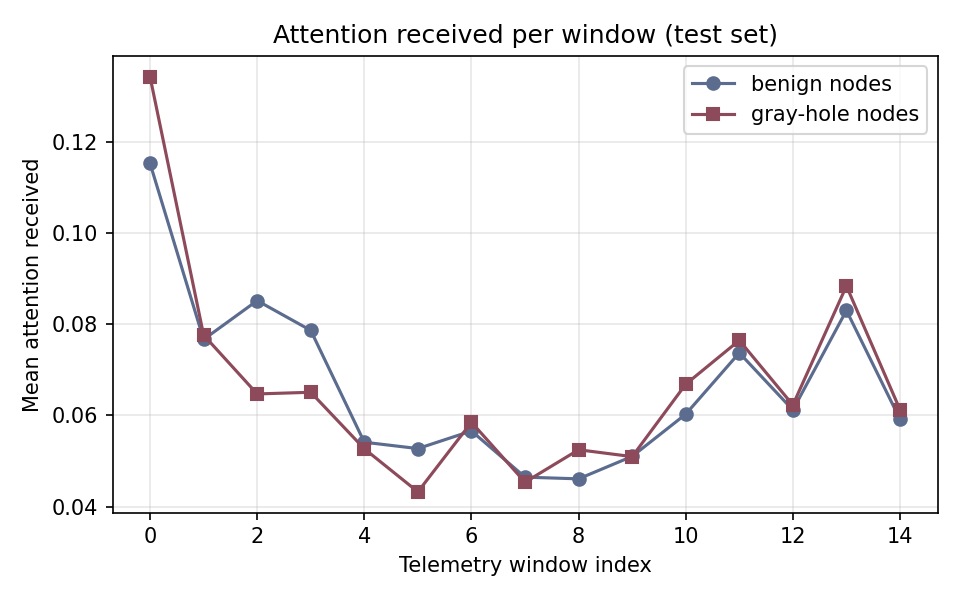 Attention received per window (test set)
benign nodes
gray-hole nodes
Mean attention received
0.12
0.10
0.08
0.06
0.04
0 2 4 6 8 10 12 14
Telemetry window index